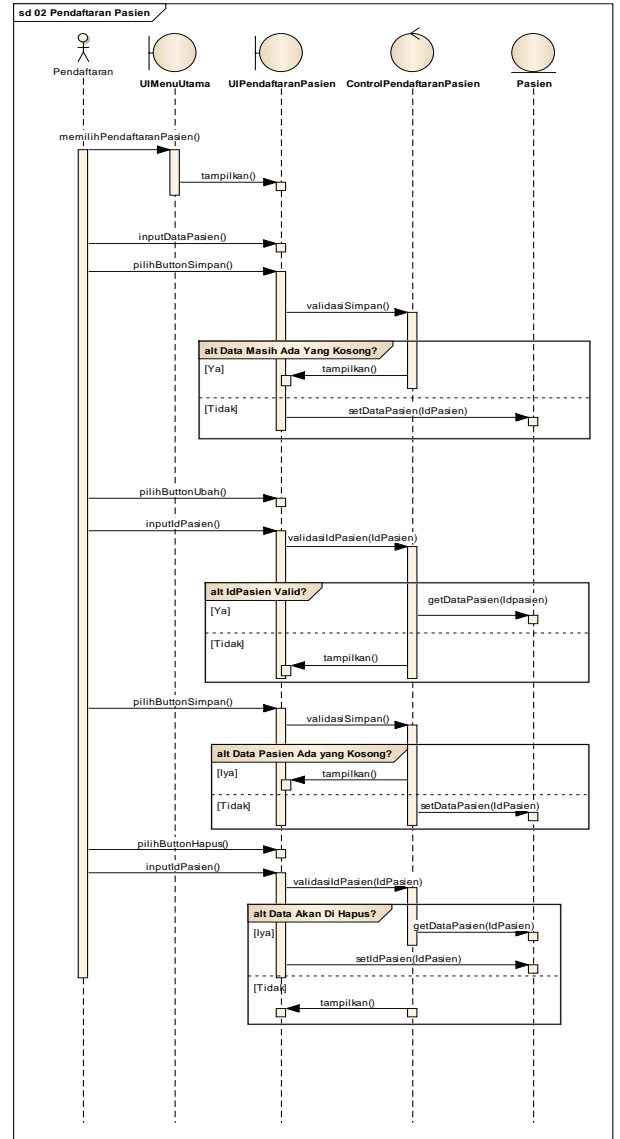 sd 02 Pendaftaran Pasien
Pendaftaran
UIMenuUtama
UIPendaftaranPasien
ControlPendaftaranPasien
Pasien
memilihPendaftaranPasien()
tampilkan()
inputDataPasien()
pilihButtonSimpan()
validasiSimpan()
alt Data Masih Ada Yang Kosong?
[Ya]
tampilkan()
[Tidak]
setDataPasien(IdPasien)
pilihButtonUbah()
inputIdPasien()
validasiIdPasien(IdPasien)
alt IdPasien Valid?
getDataPasien(Idpasien)
[Ya]
[Tidak]
tampilkan()
pilihButtonSimpan()
validasiSimpan()
alt Data Pasien Ada yang Kosong?
[Iya]
tampilkan()
[Tidak]
setDataPasien(IdPasien)
pilihButtonHapus()
inputIdPasien()
validasiIdPasien(IdPasien)
alt Data Akan Di Hapus?
getDataPasien(IdPasien)
[Iya]
setIdPasien(IdPasien)
[Tidak]
tampilkan()